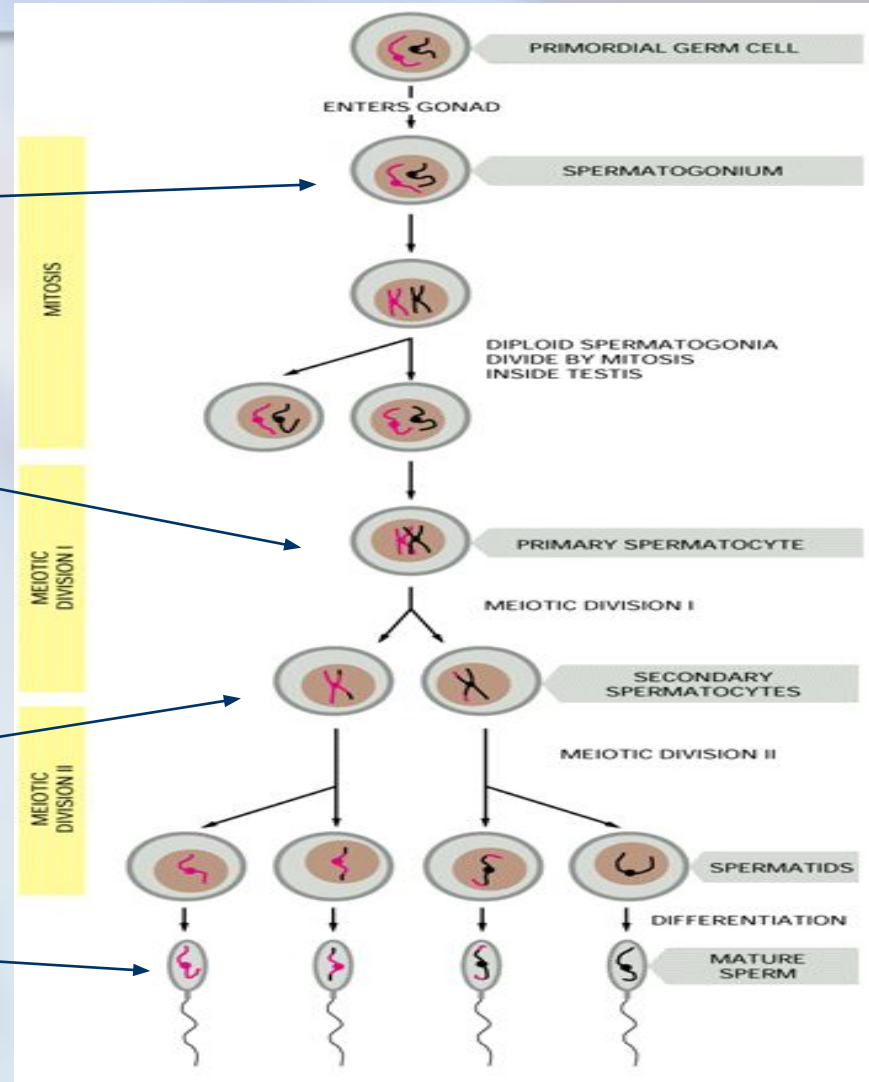 PRIMORDIAL GERM CELL
ENTERS GONAD
SPERMATOGONIUM
MITOSIS
DIPLOID SPERMATOGONIA
DIVIDE BY MITOSIS
INSIDE TESTIS
MEIOTIC
DIVISION I
PRIMARY SPERMATOCYTE
MEIOTIC DIVISION I
SECONDARY
SPERMATOCYTES
MEIOTIC
DIVISION II
MEIOTIC DIVISION II
SPERMATIDS
DIFFERENTIATION
MATURE
SPERM